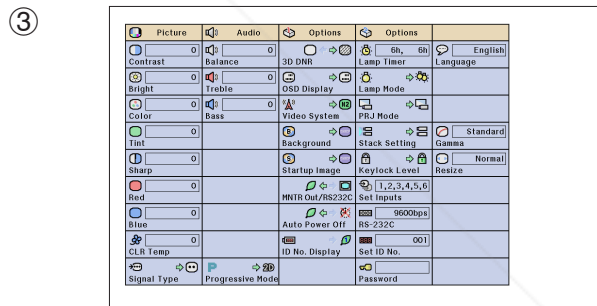 ③
Picture Audio Options Options
0 0 6h, 6h English
Contrast Balance 3D DNR Lamp Timer Language
0 0
Bright Treble OSD Display Lamp Mode
0 0
Color Bass Video System PRJ Mode
0 B Standard
Tint Background Stack Setting Gamma
0 S Normal
Sharp Startup Image Keylock Level Resize
0 1,2,3,4,5,6
Red MNTR Out/RS232C Set Inputs
0 9600bps
Blue Auto Power Off RS-232C
0 001
CLR Temp ID No. Display Set ID No.
P 2D
Signal Type Progressive Mode Password